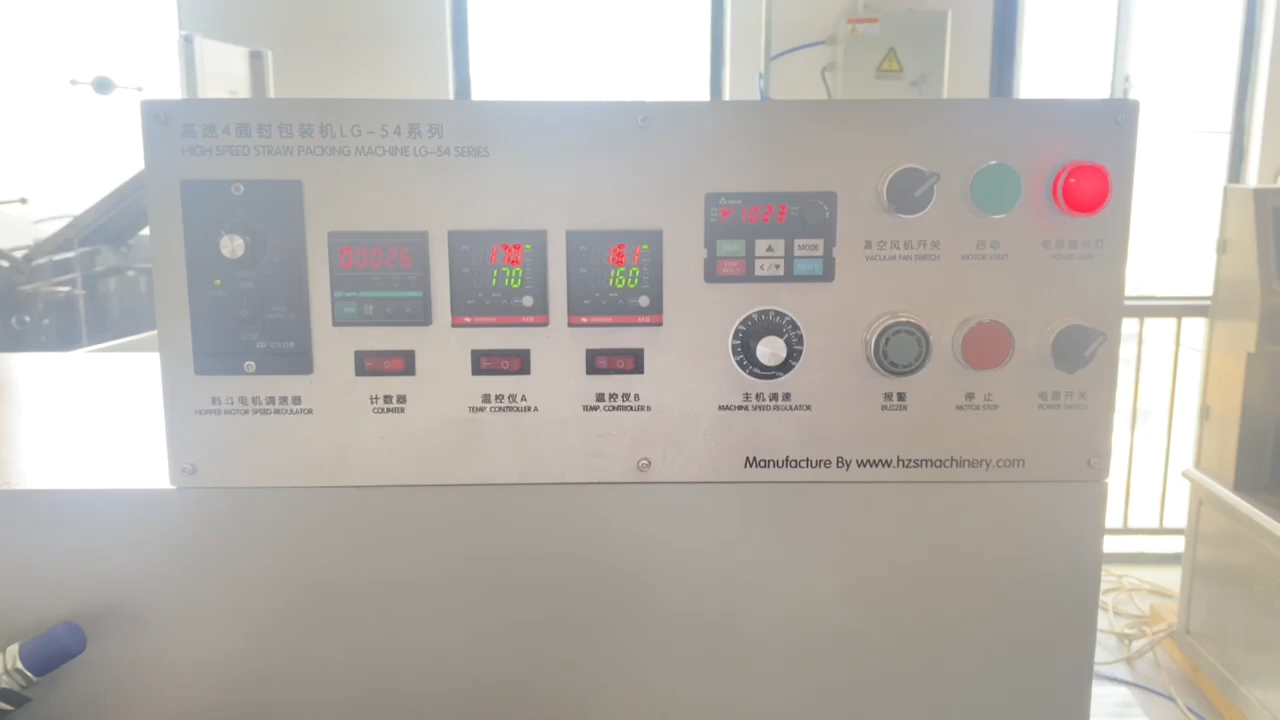 高速4面封包装机LG-54系列
HIGH SPEED STRAW PACKING MACHINE LG-54 SERIES
00026
170
160
1023
MODE
真空风机开关
VACUUM FAN SWITCH
启动
MOTOR START
电源指示灯
POWER LAMP
料斗电机调速器
HOPPER MOTOR SPEED REGULATOR
计数器
COUNTER
温控仪A
TEMP. CONTROLLER A
温控仪B
TEMP. CONTROLLER B
主机调速
MACHINE SPEED REGULATOR
报警
BUZZER
停止
MOTOR STOP
电源开关
POWER SWITCH
Manufacture By www.hzsmachinery.com